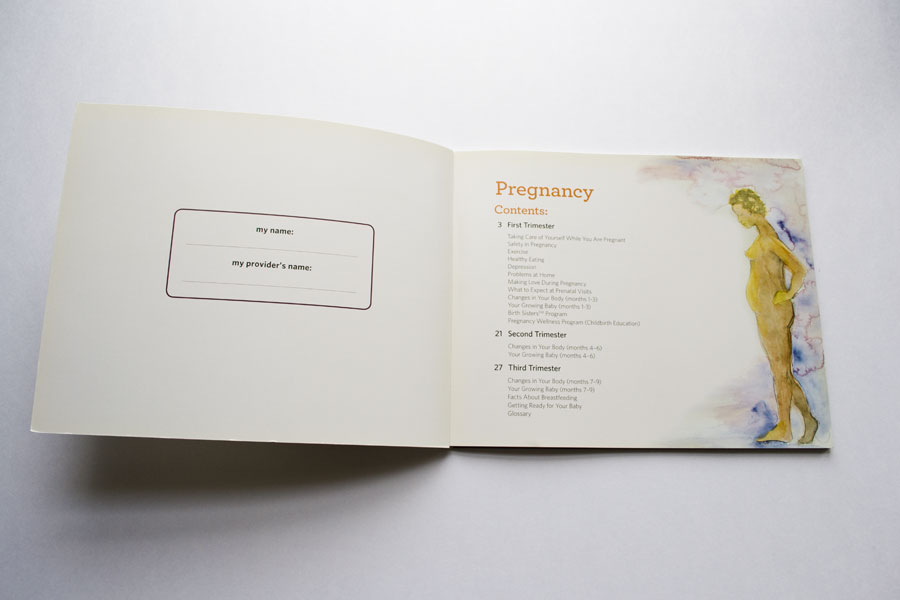 my name:
my provider's name:
Pregnancy
Contents:
3 First Trimester
Taking Care of Yourself While You Are Pregnant
Safety in Pregnancy
Exercise
Healthy Eating
Depression
Problems at Home
Making Love During Pregnancy
What to Expect at Prenatal Visits
Changes in Your Body (months 1-3)
Your Growing Baby (months 1-3)
Birth Sisters™ Program
Pregnancy Wellness Program (Childbirth Education)
21 Second Trimester
Changes in Your Body (months 4-6)
Your Growing Baby (months 4-6)
27 Third Trimester
Changes in Your Body (months 7-9)
Your Growing Baby (months 7-9)
Facts About Breastfeeding
Getting Ready for Your Baby
Glossary